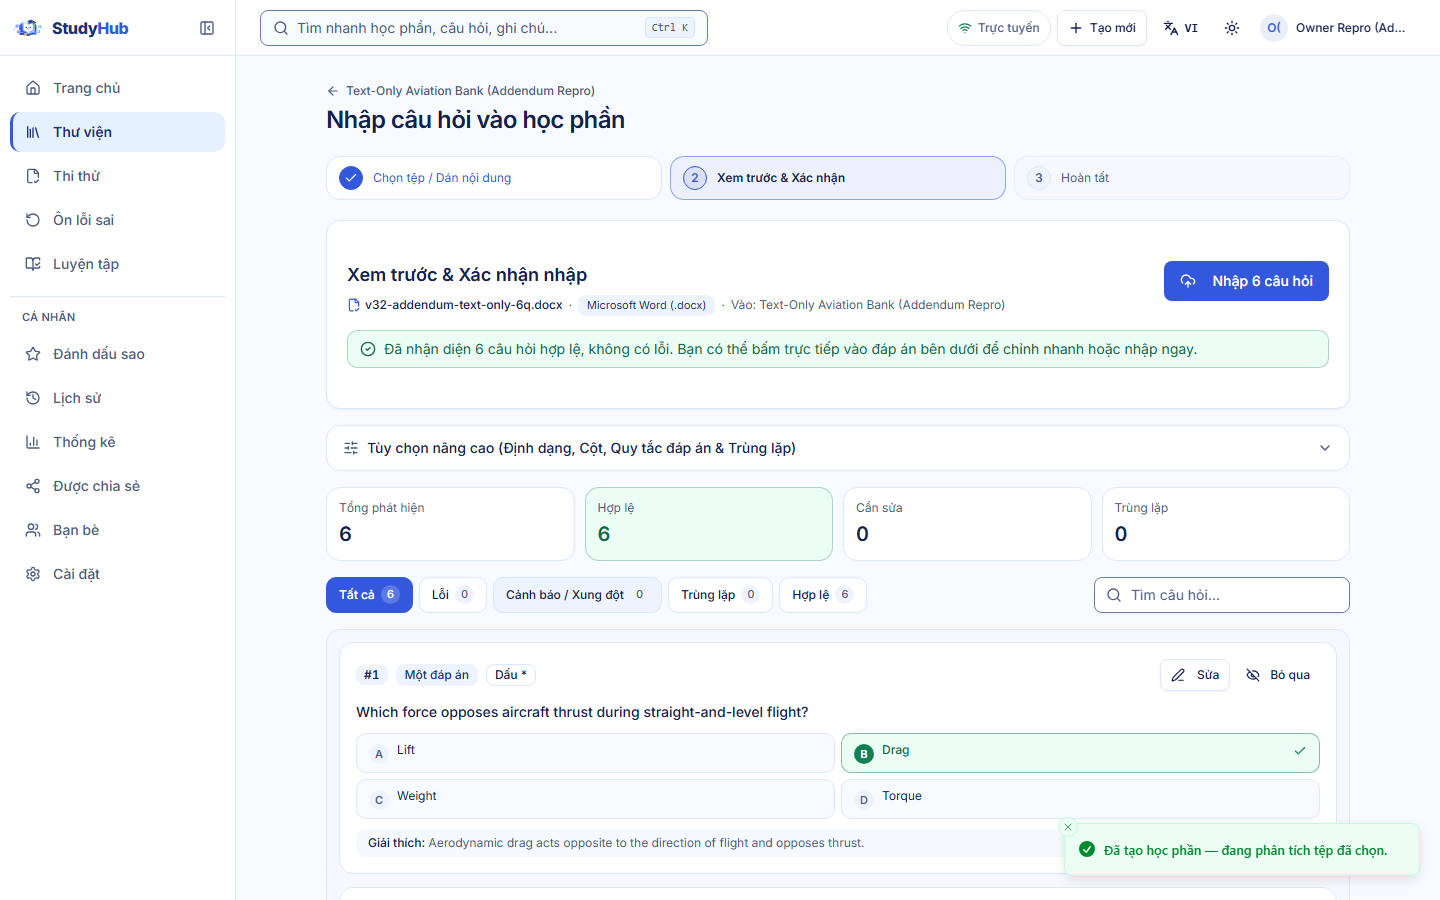 StudyHub
Tìm nhanh học phần, câu hỏi, ghi chú...
Ctrl K
Trực tuyến
Tạo mới
VI
O(
Owner Repro (Ad...
Trang chủ
Thư viện
Thi thử
Ôn lỗi sai
Luyện tập
CÁ NHÂN
Đánh dấu sao
Lịch sử
Thống kê
Được chia sẻ
Bạn bè
Cài đặt
Text-Only Aviation Bank (Addendum Repro)
Nhập câu hỏi vào học phần
Chọn tệp / Dán nội dung
2 Xem trước & Xác nhận
3 Hoàn tất
Xem trước & Xác nhận nhập
v32-addendum-text-only-6q.docx · Microsoft Word (.docx) · Vào: Text-Only Aviation Bank (Addendum Repro)
Nhập 6 câu hỏi
Đã nhận diện 6 câu hỏi hợp lệ, không có lỗi. Bạn có thể bấm trực tiếp vào đáp án bên dưới để chỉnh nhanh hoặc nhập ngay.
Tùy chọn nâng cao (Định dạng, Cột, Quy tắc đáp án & Trùng lặp)
Tổng phát hiện
6
Hợp lệ
6
Cần sửa
0
Trùng lặp
0
Tất cả 6
Lỗi 0
Cảnh báo / Xung đột 0
Trùng lặp 0
Hợp lệ 6
Tìm câu hỏi...
#1 Một đáp án Dấu *
Sửa
Bỏ qua
Which force opposes aircraft thrust during straight-and-level flight?
A Lift
B Drag
C Weight
D Torque
Giải thích: Aerodynamic drag acts opposite to the direction of flight and opposes thrust.
Đã tạo học phần — đang phân tích tệp đã chọn.